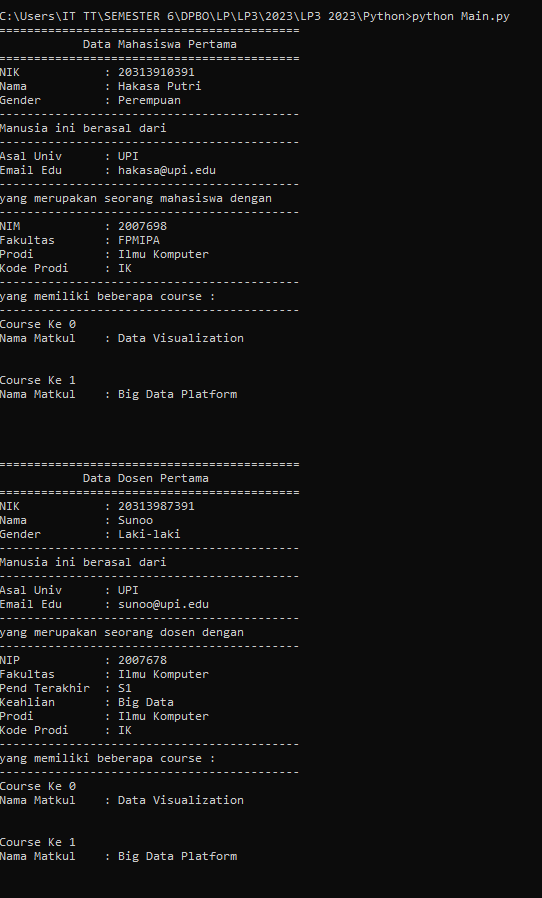 C:\Users\IT TT\SEMESTER 6\DPBO\LP\LP3\2023\LP3 2023\Python>python Main.py
===========================================
            Data Mahasiswa Pertama
===========================================
NIK            : 20313910391
Nama           : Hakasa Putri
Gender         : Perempuan
-------------------------------------------
Manusia ini berasal dari
-------------------------------------------
Asal Univ      : UPI
Email Edu      : hakasa@upi.edu
-------------------------------------------
yang merupakan seorang mahasiswa dengan
-------------------------------------------
NIM            : 2007698
Fakultas       : FPMIPA
Prodi          : Ilmu Komputer
Kode Prodi     : IK
-------------------------------------------
yang memiliki beberapa course :
-------------------------------------------
Course Ke 0
Nama Matkul    : Data Visualization
Course Ke 1
Nama Matkul    : Big Data Platform
===========================================
            Data Dosen Pertama
===========================================
NIK            : 20313987391
Nama           : Sunoo
Gender         : Laki-laki
-------------------------------------------
Manusia ini berasal dari
-------------------------------------------
Asal Univ      : UPI
Email Edu      : sunoo@upi.edu
-------------------------------------------
yang merupakan seorang dosen dengan
-------------------------------------------
NIP            : 2007678
Fakultas       : Ilmu Komputer
Pend Terakhir  : S1
Keahlian       : Big Data
Prodi          : Ilmu Komputer
Kode Prodi     : IK
-------------------------------------------
yang memiliki beberapa course :
-------------------------------------------
Course Ke 0
Nama Matkul    : Data Visualization
Course Ke 1
Nama Matkul    : Big Data Platform